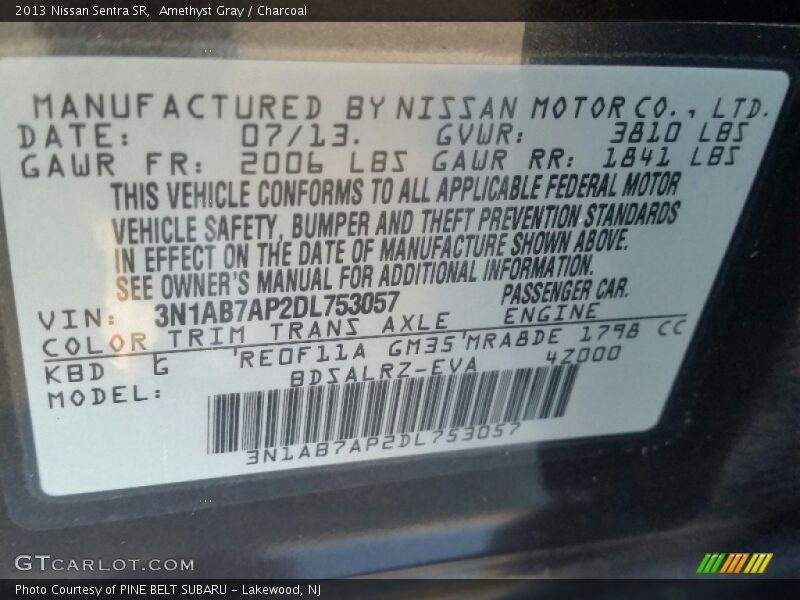 2013 Nissan Sentra SR,  Amethyst Gray / Charcoal
MANUFACTURED BY NISSAN MOTOR CO., LTD.
DATE: 07/13. GVWR: 3810 LBS
GAWR FR: 2006 LBS GAWR RR: 1841 LBS
THIS VEHICLE CONFORMS TO ALL APPLICABLE FEDERAL MOTOR
VEHICLE SAFETY, BUMPER AND THEFT PREVENTION STANDARDS
IN EFFECT ON THE DATE OF MANUFACTURE SHOWN ABOVE.
SEE OWNER'S MANUAL FOR ADDITIONAL INFORMATION.
VIN: 3N1AB7AP2DL753057 PASSENGER CAR.
COLOR TRIM TRANS AXLE ENGINE
KBD G 'RE0F11A GM35'MRA8DE 1798 CC
MODEL: BDSALRZ-EVA 4Z000
3N1AB7AP2DL753057
GTCARLOT.COM
Photo Courtesy of PINE BELT SUBARU - Lakewood, NJ